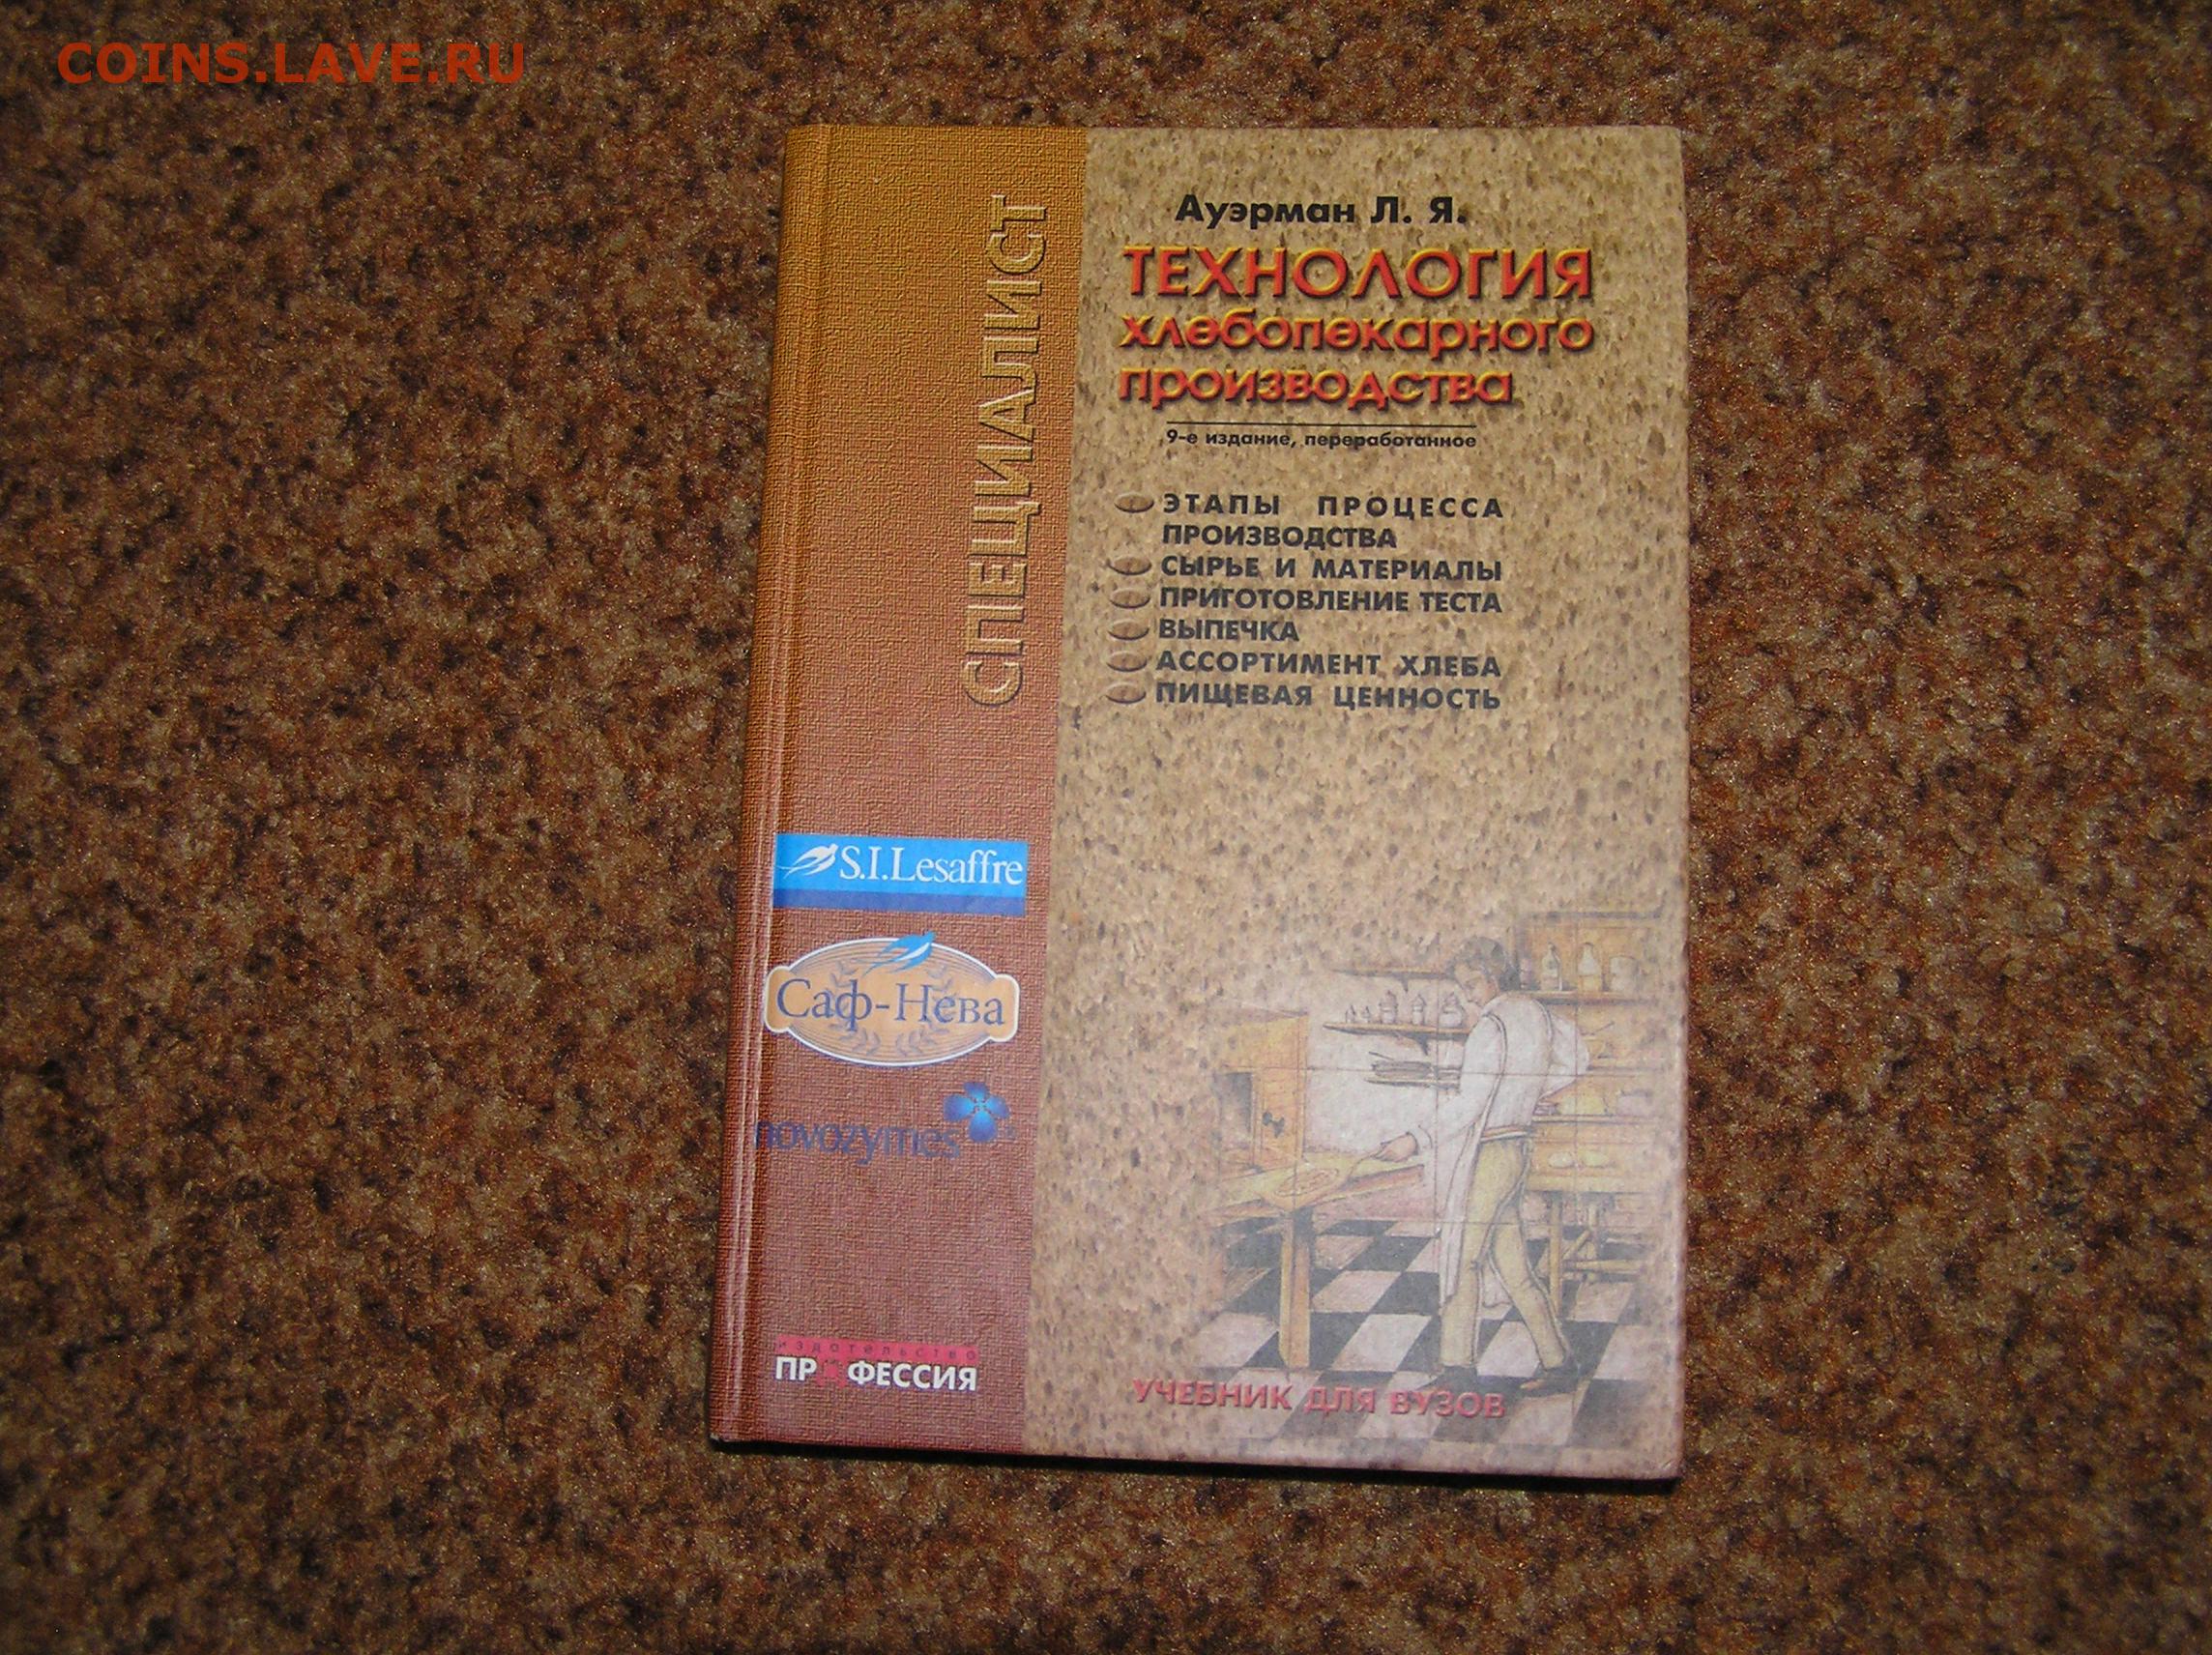 COINS.LAVE.RU
СПЕЦИАЛИСТ
Ауэрман Л. Я.
ТЕХНОЛОГИЯ
хлебопекарного
производства
9-е издание, переработанное
ЭТАПЫ ПРОЦЕССА
ПРОИЗВОДСТВА
СЫРЬЕ И МАТЕРИАЛЫ
ПРИГОТОВЛЕНИЕ ТЕСТА
ВЫПЕЧКА
АССОРТИМЕНТ ХЛЕБА
ПИЩЕВАЯ ЦЕННОСТЬ
S.I.Lesaffre
Саф-Нева
novozymes
издательство
ПРОФЕССИЯ
УЧЕБНИК ДЛЯ ВУЗОВ